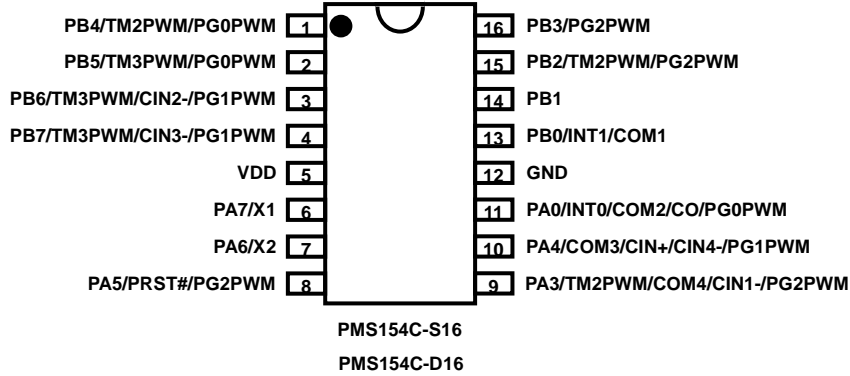 PB4/TM2PWM/PG0PWM 1 16 PB3/PG2PWM
PB5/TM3PWM/PG0PWM 2 15 PB2/TM2PWM/PG2PWM
PB6/TM3PWM/CIN2-/PG1PWM 3 14 PB1
PB7/TM3PWM/CIN3-/PG1PWM 4 13 PB0/INT1/COM1
VDD 5 12 GND
PA7/X1 6 11 PA0/INT0/COM2/CO/PG0PWM
PA6/X2 7 10 PA4/COM3/CIN+/CIN4-/PG1PWM
PA5/PRST#/PG2PWM 8 9 PA3/TM2PWM/COM4/CIN1-/PG2PWM
PMS154C-S16
PMS154C-D16